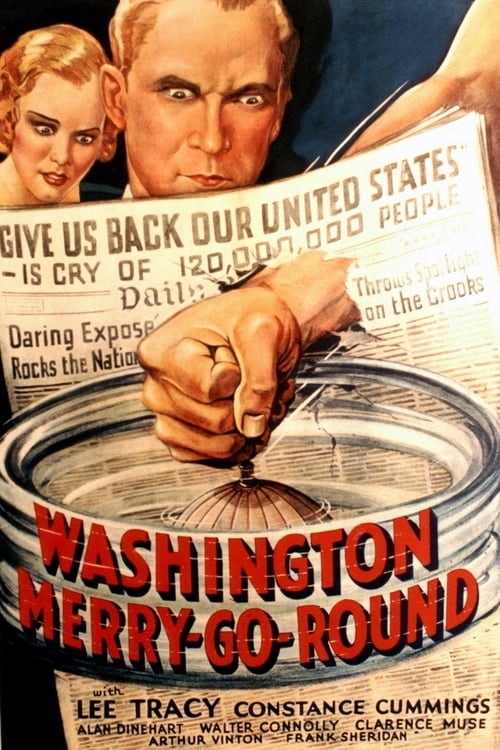 GIVE US BACK OUR UNITED STATES"
-IS CRY OF 120,000,000 PEOPLE
Daily
Daring Exposé
Rocks the Nation
Throws Spotlight
on the Crooks
WASHINGTON
MERRY-GO-ROUND
with
LEE TRACY CONSTANCE CUMMINGS
ALAN DINEHART WALTER CONNOLLY CLARENCE MUSE
ARTHUR VINTON FRANK SHERIDAN